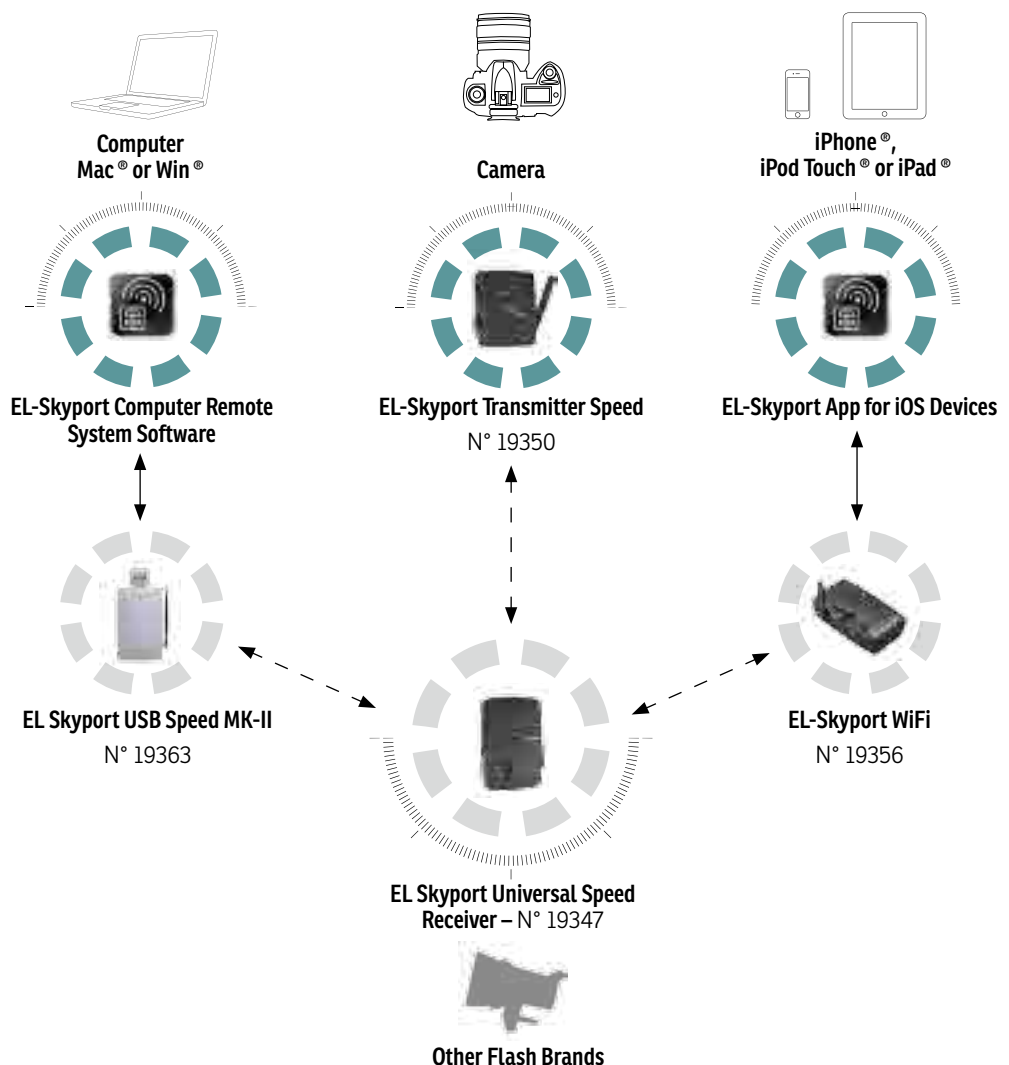 Computer
Mac ® or Win ®
Camera
iPhone ®,
iPod Touch ® or iPad ®
EL-Skyport Computer Remote
System Software
EL-Skyport Transmitter Speed
N° 19350
EL-Skyport App for iOS Devices
EL Skyport USB Speed MK-II
N° 19363
EL-Skyport WiFi
N° 19356
EL Skyport Universal Speed
Receiver – N° 19347
Other Flash Brands